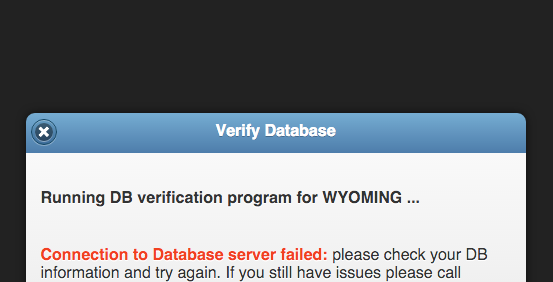 Verify Database
Running DB verification program for WYOMING ...
Connection to Database server failed: please check your DB
information and try again. If you still have issues please call